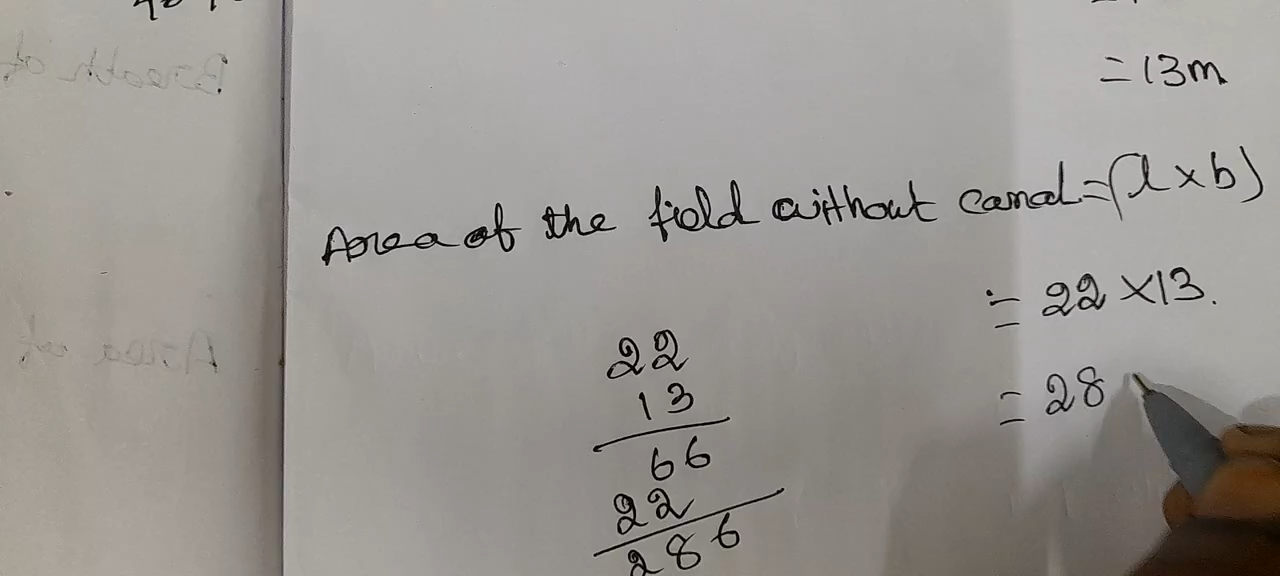 = 13m
Area of the field without canal = (l × b)
= 22 × 13.
= 28
22
13
66
22
286